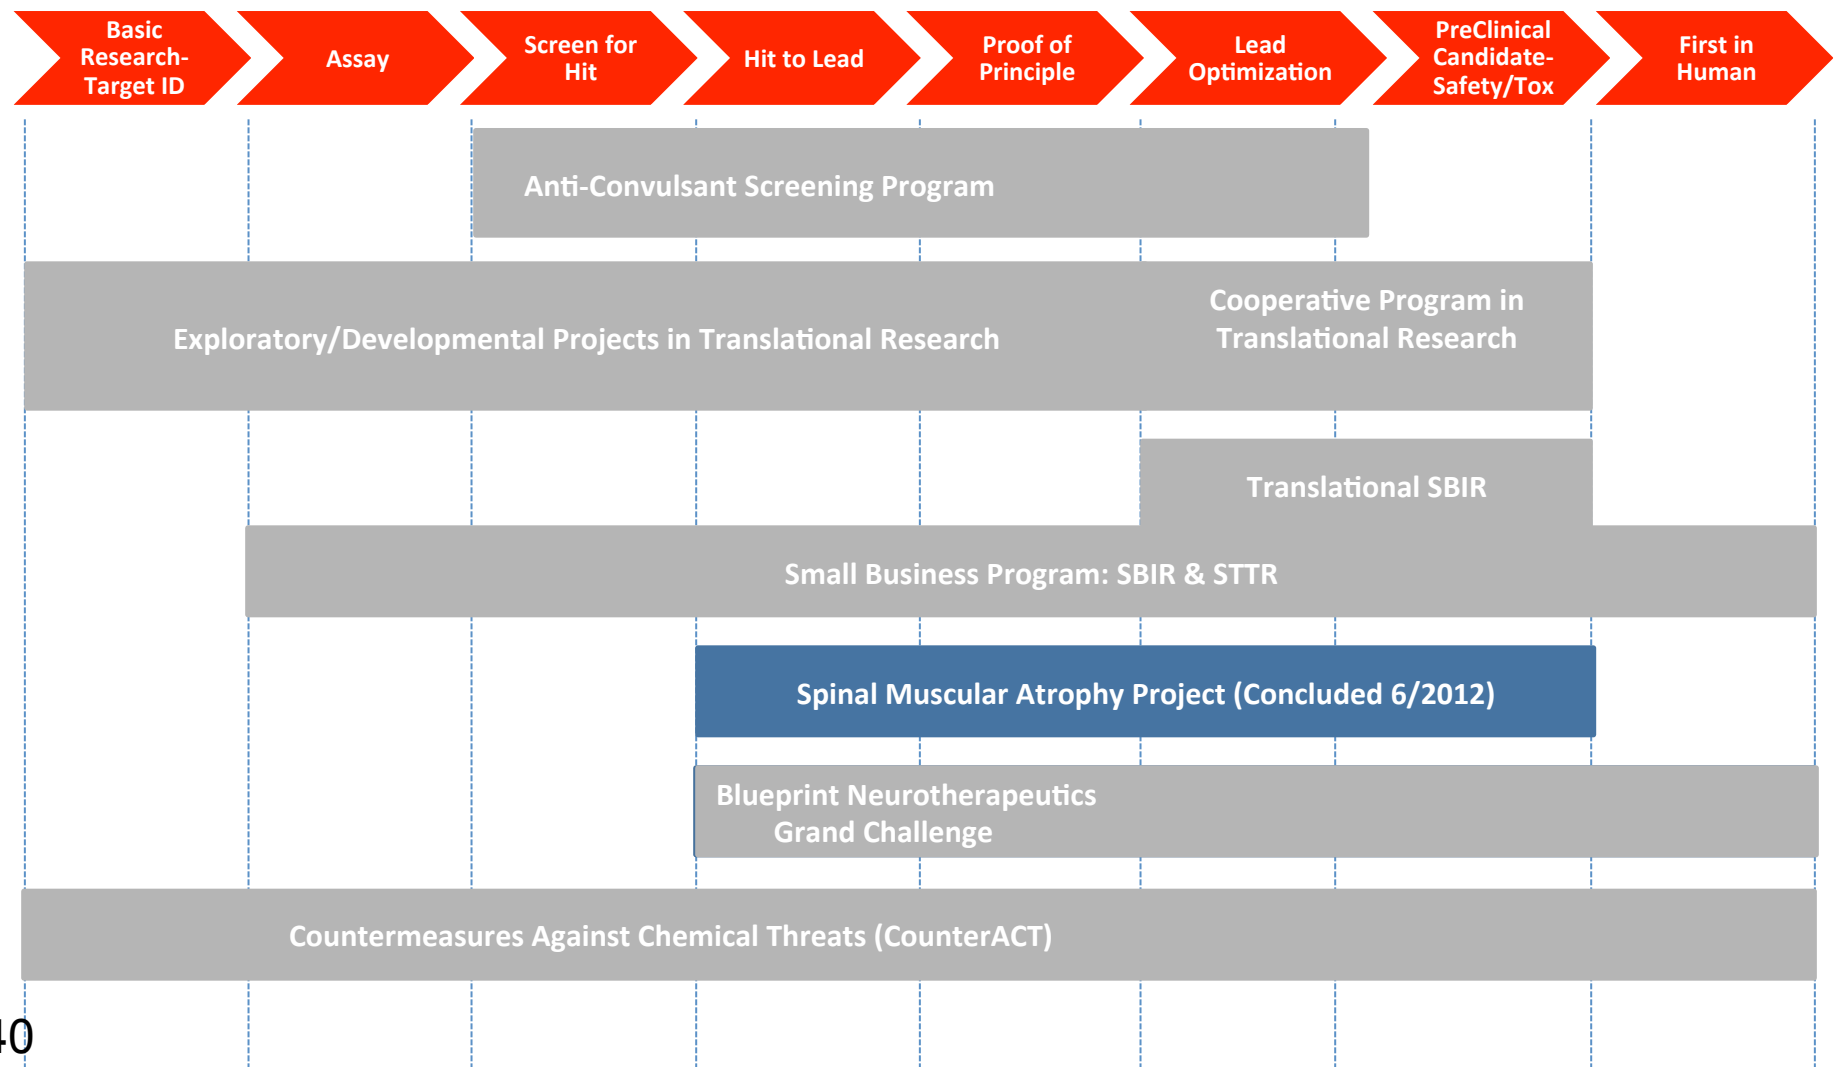 Basic
Research-
Target ID
Assay
Screen for
Hit
Hit to Lead
Proof of
Principle
Lead
Optimization
PreClinical
Candidate-
Safety/Tox
First in
Human
Anti-Convulsant Screening Program
Exploratory/Developmental Projects in Translational Research
Cooperative Program in
Translational Research
Translational SBIR
Small Business Program: SBIR & STTR
Spinal Muscular Atrophy Project (Concluded 6/2012)
Blueprint Neurotherapeutics
Grand Challenge
Countermeasures Against Chemical Threats (CounterACT)
40